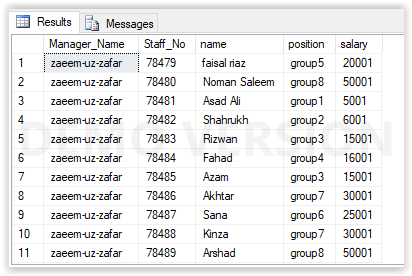 Results Messages
Manager_Name Staff_No name position salary
1 zaeem-uz-zafar 78479 faisal riaz group5 20001
2 zaeem-uz-zafar 78480 Noman Saleem group8 50001
3 zaeem-uz-zafar 78481 Asad Ali group1 5001
4 zaeem-uz-zafar 78482 Shahrukh group2 6001
5 zaeem-uz-zafar 78483 Rizwan group3 15001
6 zaeem-uz-zafar 78484 Fahad group4 16001
7 zaeem-uz-zafar 78485 Azam group3 15001
8 zaeem-uz-zafar 78486 Akhtar group7 30001
9 zaeem-uz-zafar 78487 Sana group6 25001
10 zaeem-uz-zafar 78488 Kinza group7 30001
11 zaeem-uz-zafar 78489 Arshad group8 50001
DEMO VERSION